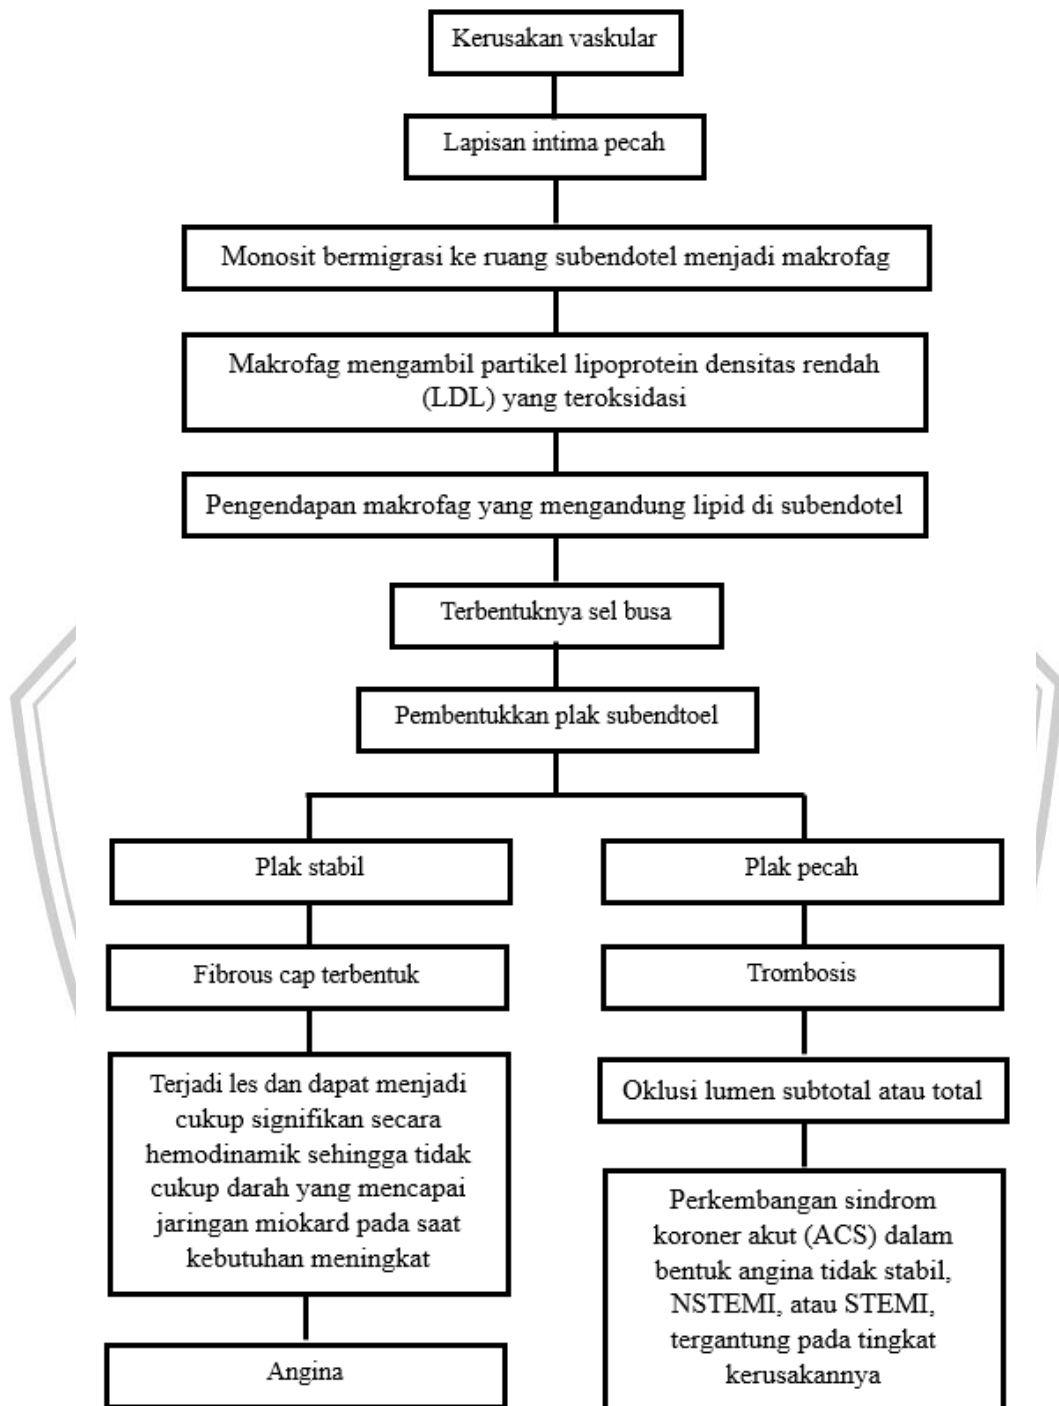 Kerusakan vaskular
Lapisan intima pecah
Monosit bermigrasi ke ruang subendotel menjadi makrofag
Makrofag mengambil partikel lipoprotein densitas rendah
(LDL) yang teroksidasi
Pengendapan makrofag yang mengandung lipid di subendotel
Terbentuknya sel busa
Pembentukkan plak subendtoel
Plak stabil
Fibrous cap terbentuk
Terjadi les dan dapat menjadi
cukup signifikan secara
hemodinamik sehingga tidak
cukup darah yang mencapai
jaringan miokard pada saat
kebutuhan meningkat
Angina
Plak pecah
Trombosis
Oklusi lumen subtotal atau total
Perkembangan sindrom
koroner akut (ACS) dalam
bentuk angina tidak stabil,
NSTEMI, atau STEMI,
tergantung pada tingkat
kerusakannya